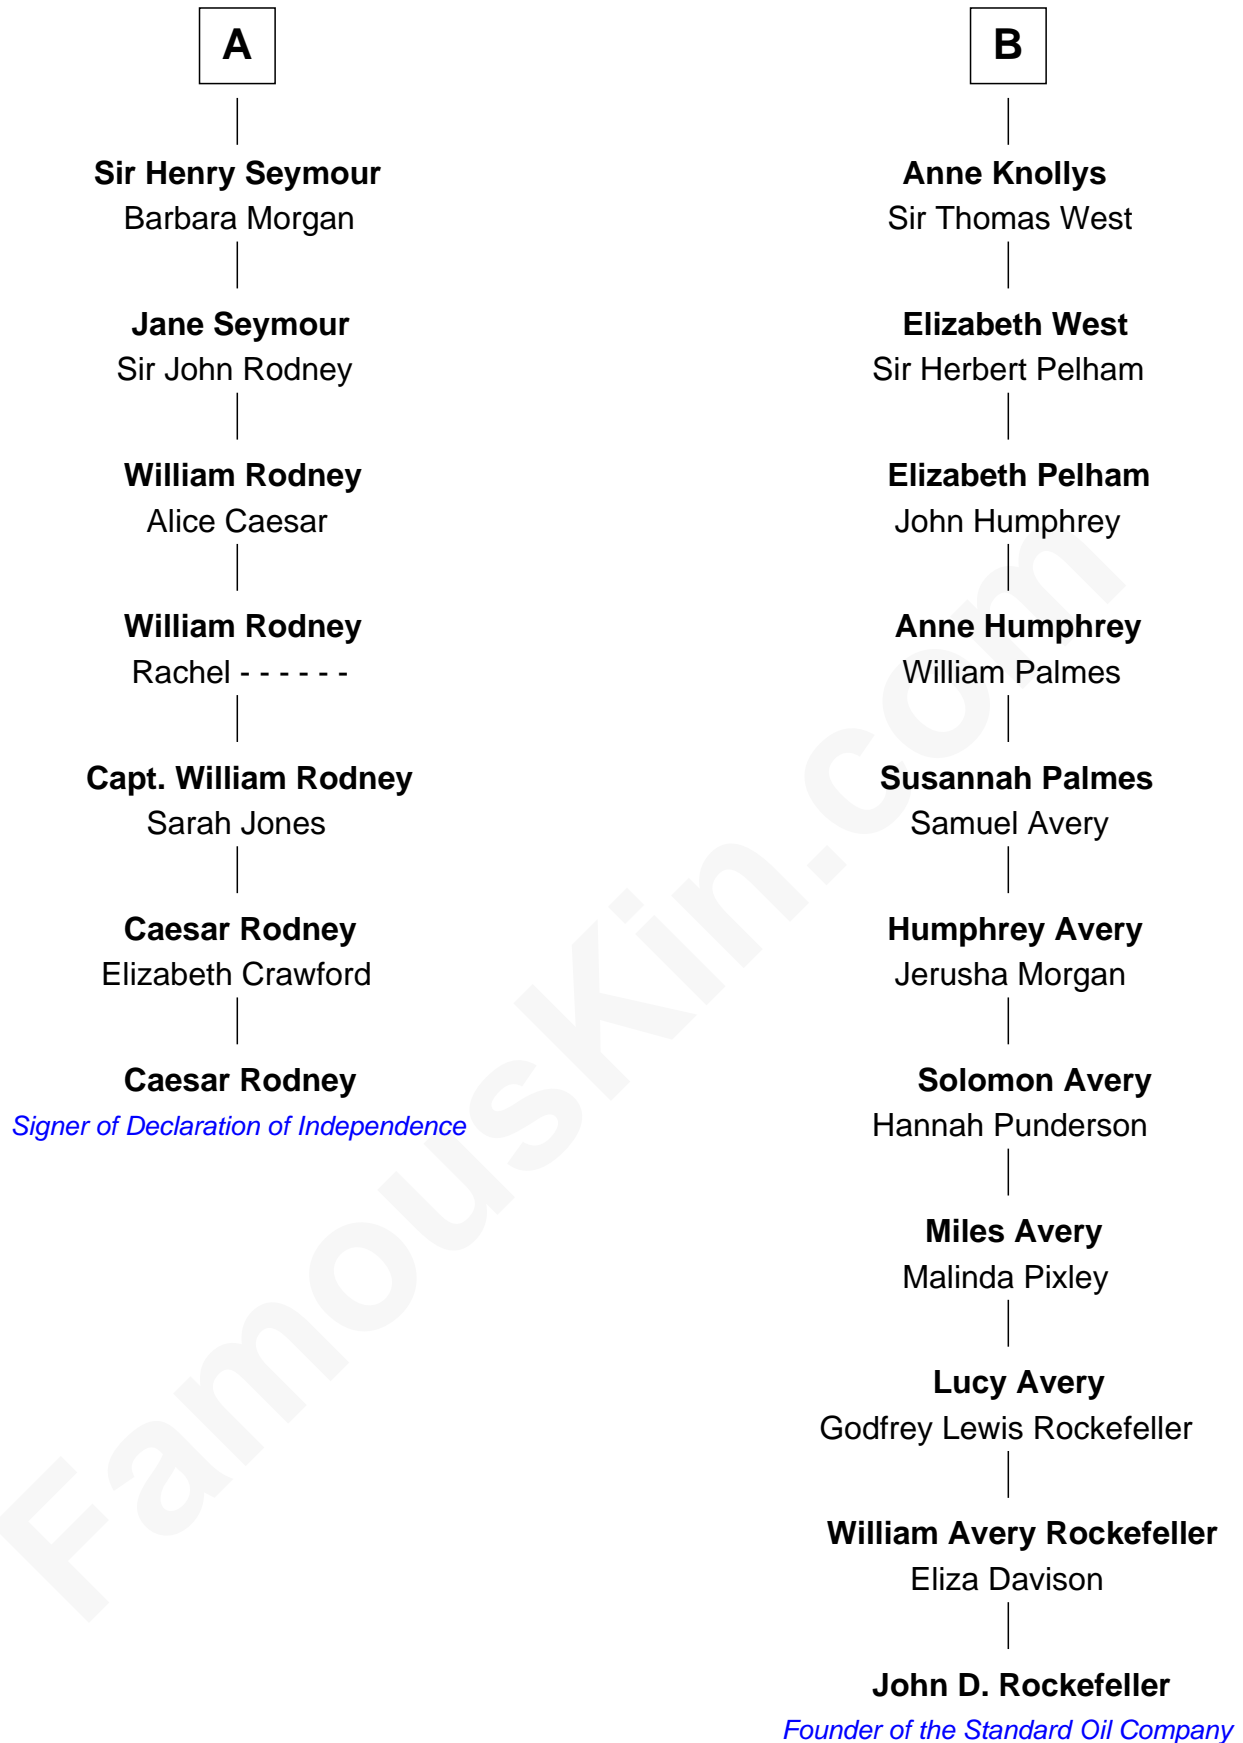 A
Sir Henry Seymour
Barbara Morgan
Jane Seymour
Sir John Rodney
William Rodney
Alice Caesar
William Rodney
Rachel - - - - - -
Capt. William Rodney
Sarah Jones
Caesar Rodney
Elizabeth Crawford
Caesar Rodney
Signer of Declaration of Independence
B
Anne Knollys
Sir Thomas West
Elizabeth West
Sir Herbert Pelham
Elizabeth Pelham
John Humphrey
Anne Humphrey
William Palmes
Susannah Palmes
Samuel Avery
Humphrey Avery
Jerusha Morgan
Solomon Avery
Hannah Punderson
Miles Avery
Malinda Pixley
Lucy Avery
Godfrey Lewis Rockefeller
William Avery Rockefeller
Eliza Davison
John D. Rockefeller
Founder of the Standard Oil Company
FamousKin.com